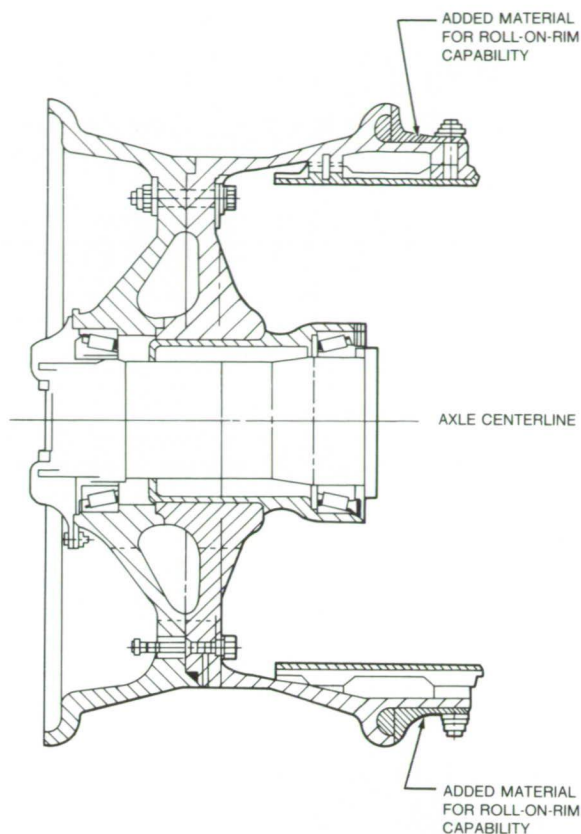 ADDED MATERIAL
FOR ROLL-ON-RIM
CAPABILITY
AXLE CENTERLINE
ADDED MATERIAL
FOR ROLL-ON-RIM
CAPABILITY